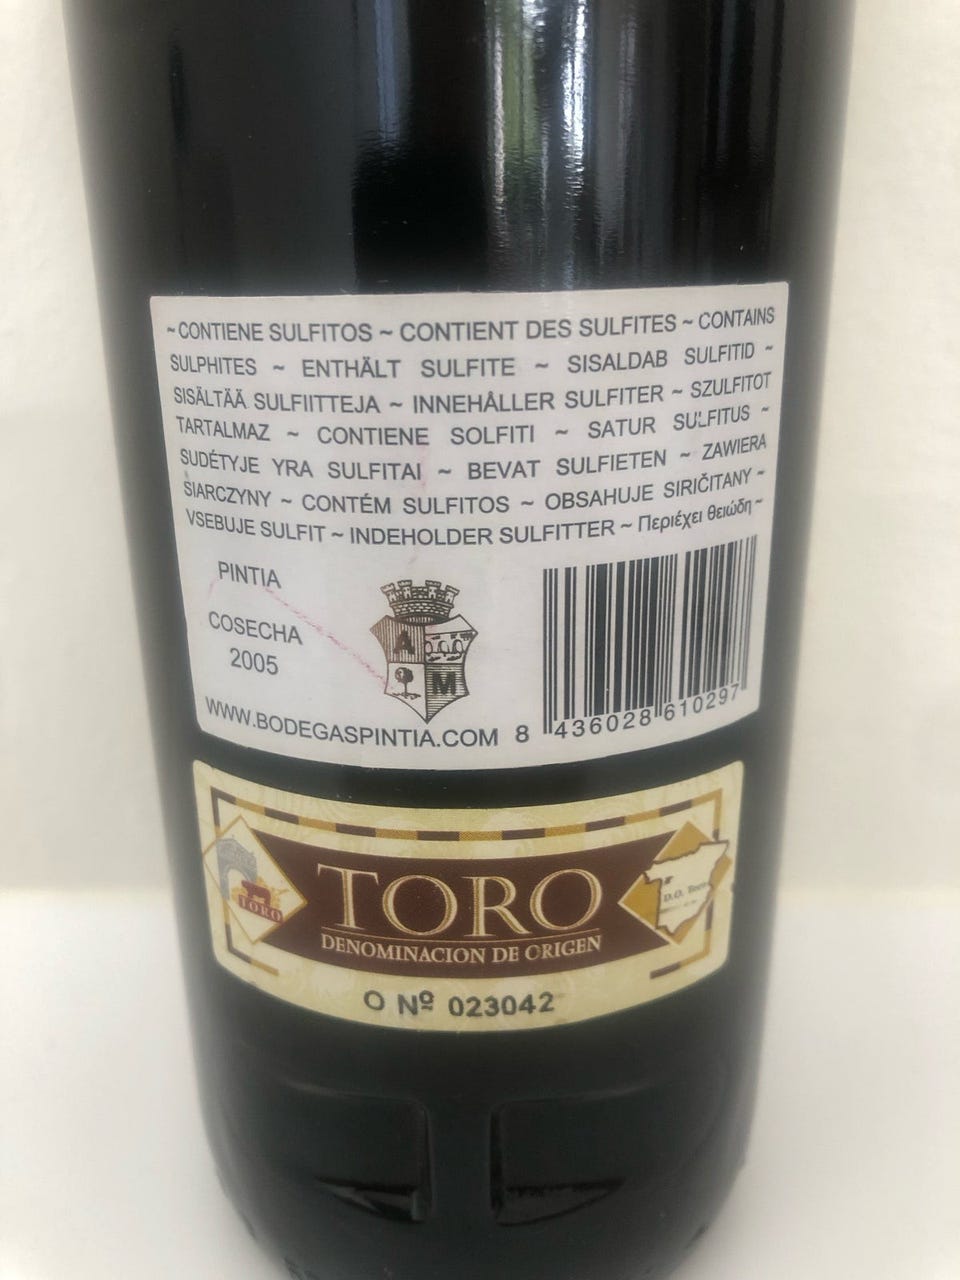 ~ CONTIENE SULFITOS ~ CONTIENT DES SULFITES ~ CONTAINS
SULPHITES ~ ENTHÄLT SULFITE ~ SISALDAB SULFITID ~
SISÄLTÄÄ SULFIITTEJA ~ INNEHÅLLER SULFITER ~ SZULFITOT
TARTALMAZ ~ CONTIENE SOLFITI ~ SATUR SULFITUS ~
SUDĖTYJE YRA SULFITAI ~ BEVAT SULFIETEN ~ ZAWIERA
SIARCZYNY ~ CONTÉM SULFITOS ~ OBSAHUJE SIRIČITANY ~
VSEBUJE SULFIT ~ INDEHOLDER SULFITTER ~ Περιέχει θειώδη ~
PINTIA
COSECHA
2005
A
M
WWW.BODEGASPINTIA.COM
8 436028 610297
TORO
D.O. Toro
TORO
DENOMINACION DE ORIGEN
O Nº 023042